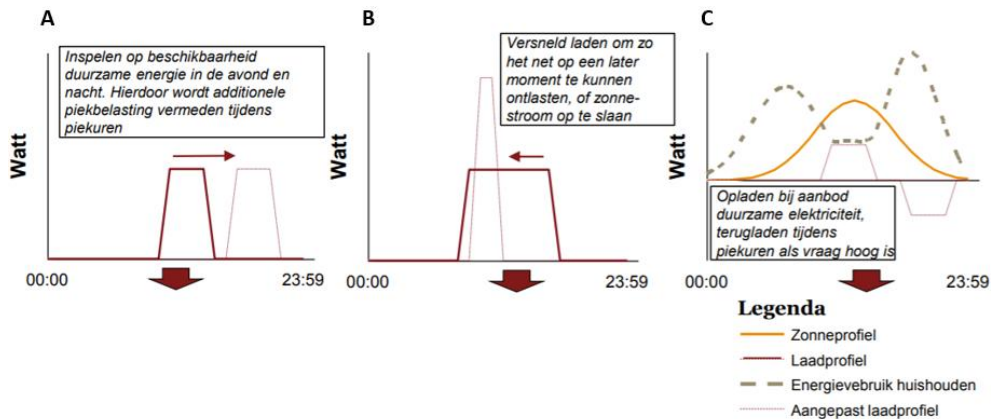 A
Inspelen op beschikbaarheid
duurzame energie in de avond en
nacht. Hierdoor wordt additionele
piekbelasting vermeden tijdens
piekuren
Watt
00:00
23:59
B
Versneld laden om zo
het net op een later
moment te kunnen
ontlasten, of zonne-
stroom op te slaan
Watt
00:00
23:59
C
Watt
Opladen bij aanbod
duurzame elektriciteit,
terugladen tijdens
piekuren als vraag hoog is
00:00
23:59
Legenda
Zonneprofiel
Laadprofiel
Energievebruik huishouden
Aangepast laadprofiel